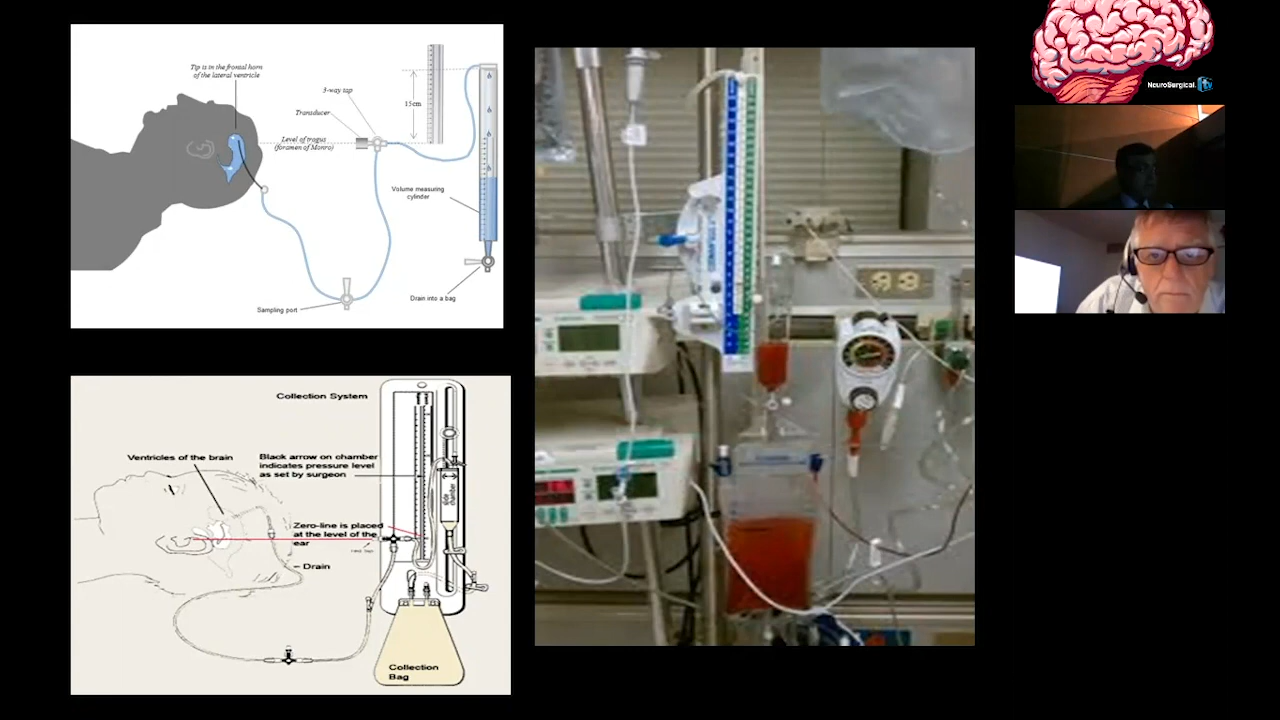 Tip is in the frontal horn
of the lateral ventricle
3-way tap
Transducer
15cm
Level of tragus
(foramen of Monro)
Volume measuring
cylinder
Drain into a bag
Sampling port
Collection System
Ventricles of the brain
Black arrow on chamber
indicates pressure level
as set by surgeon
Zero-line is placed
at the level of the
ear
Drain
Collection
Bag
NeuroSurgical.tv